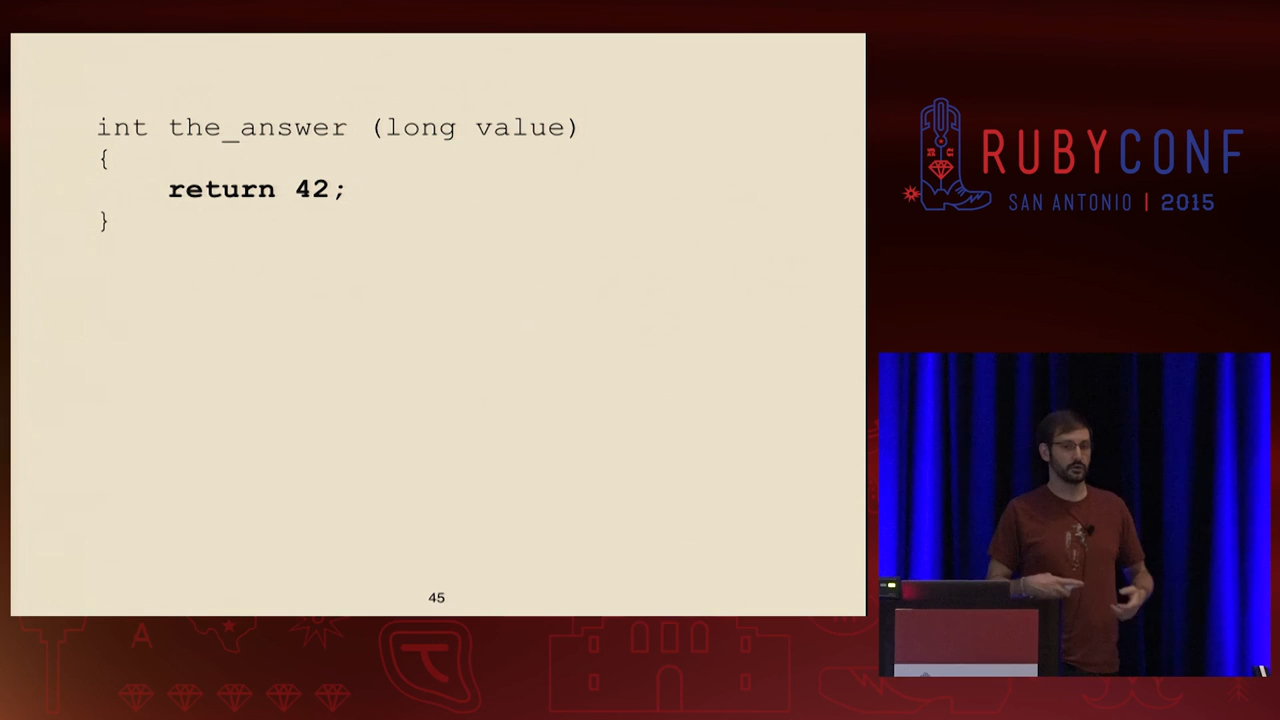 int the_answer (long value)
{
return 42;
}
45
RUBYCONF
SAN ANTONIO | 2015
A